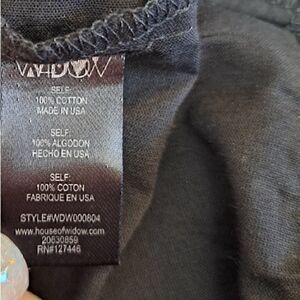 WIDOW
SELF:
100% COTTON
MADE IN USA
SELF:
100% ALGODON
HECHO EN USA
SELF:
100% COTON
FABRIQUE EN USA
STYLE#WDW000804
www.houseofwidow.com
20630859
RN#127446